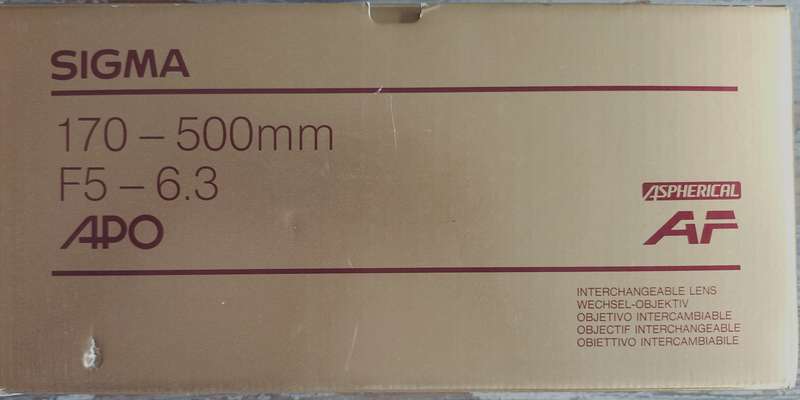 SIGMA
170 – 500mm
F5 – 6.3
APO
ASPHERICAL
AF
INTERCHANGEABLE LENS
WECHSEL-OBJEKTIV
OBJETIVO INTERCAMBIABLE
OBJECTIF INTERCHANGEABLE
OBIETTIVO INTERCAMBIABILE